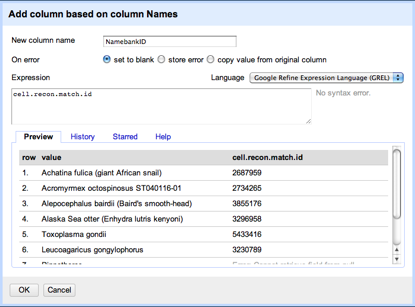 Add column based on column Names
New column name NamebankID
On error set to blank store error copy value from original column
Expression Language Google Refine Expression Language (GREL)
cell.recon.match.id No syntax error.
Preview History Starred Help
row value cell.recon.match.id
1. Achatina fulica (giant African snail) 2687959
2. Acromyrmex octospinosus ST040116-01 2734265
3. Alepocephalus bairdii (Baird's smooth-head) 3855176
4. Alaska Sea otter (Enhydra lutris kenyoni) 3296958
5. Toxoplasma gondii 5433416
6. Leucoagaricus gongylophorus 3230789
OK Cancel